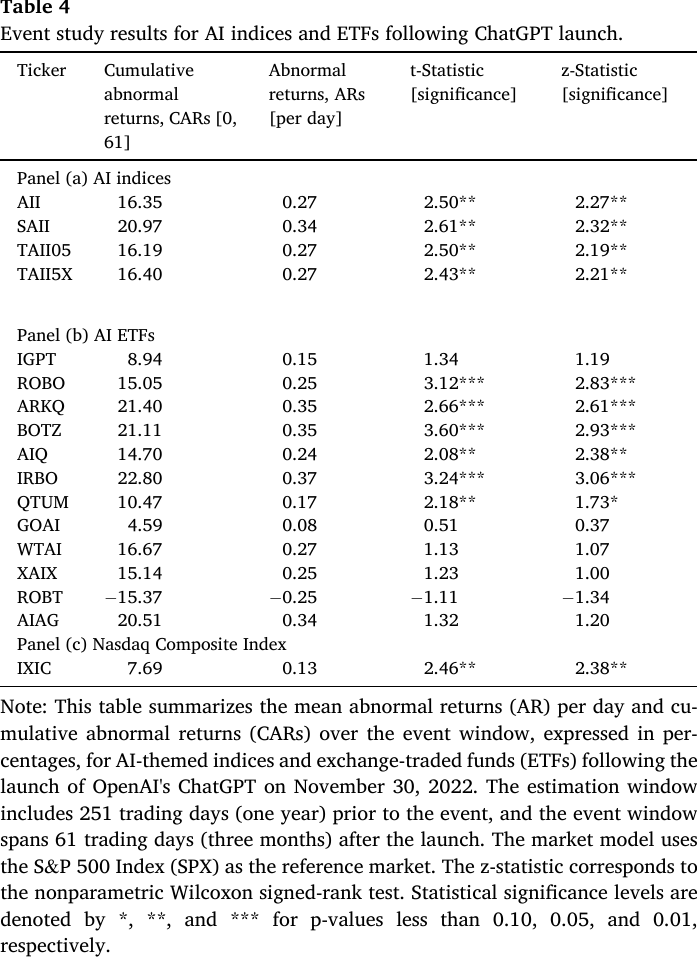 Table 4
Event study results for AI indices and ETFs following ChatGPT launch.
Ticker Cumulative abnormal returns, CARs [0, 61] Abnormal returns, ARs [per day] t-Statistic [significance] z-Statistic [significance]
Panel (a) AI indices
AII 16.35 0.27 2.50** 2.27**
SAII 20.97 0.34 2.61** 2.32**
TAII05 16.19 0.27 2.50** 2.19**
TAII5X 16.40 0.27 2.43** 2.21**
Panel (b) AI ETFs
IGPT 8.94 0.15 1.34 1.19
ROBO 15.05 0.25 3.12*** 2.83***
ARKQ 21.40 0.35 2.66*** 2.61***
BOTZ 21.11 0.35 3.60*** 2.93***
AIQ 14.70 0.24 2.08** 2.38**
IRBO 22.80 0.37 3.24*** 3.06***
QTUM 10.47 0.17 2.18** 1.73*
GOAI 4.59 0.08 0.51 0.37
WTAI 16.67 0.27 1.13 1.07
XAIX 15.14 0.25 1.23 1.00
ROBT −15.37 −0.25 −1.11 −1.34
AIAG 20.51 0.34 1.32 1.20
Panel (c) Nasdaq Composite Index
IXIC 7.69 0.13 2.46** 2.38**
Note: This table summarizes the mean abnormal returns (AR) per day and cu-
mulative abnormal returns (CARs) over the event window, expressed in per-
centages, for AI-themed indices and exchange-traded funds (ETFs) following the
launch of OpenAI's ChatGPT on November 30, 2022. The estimation window
includes 251 trading days (one year) prior to the event, and the event window
spans 61 trading days (three months) after the launch. The market model uses
the S&P 500 Index (SPX) as the reference market. The z-statistic corresponds to
the nonparametric Wilcoxon signed-rank test. Statistical significance levels are
denoted by *, **, and *** for p-values less than 0.10, 0.05, and 0.01,
respectively.